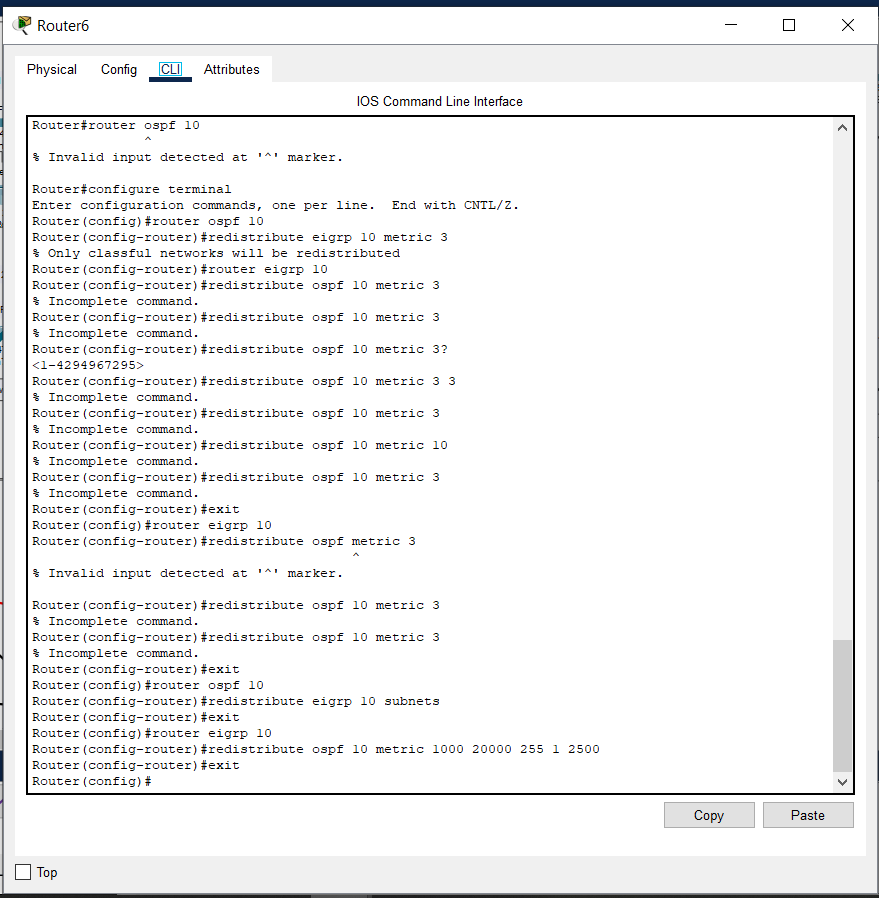 Router6
Physical Config CLI Attributes
IOS Command Line Interface
Router#router ospf 10
^
% Invalid input detected at '^' marker.
Router#configure terminal
Enter configuration commands, one per line.  End with CNTL/Z.
Router(config)#router ospf 10
Router(config-router)#redistribute eigrp 10 metric 3
% Only classful networks will be redistributed
Router(config-router)#router eigrp 10
Router(config-router)#redistribute ospf 10 metric 3
% Incomplete command.
Router(config-router)#redistribute ospf 10 metric 3
% Incomplete command.
Router(config-router)#redistribute ospf 10 metric 3?
<1-4294967295>
Router(config-router)#redistribute ospf 10 metric 3 3
% Incomplete command.
Router(config-router)#redistribute ospf 10 metric 3
% Incomplete command.
Router(config-router)#redistribute ospf 10 metric 10
% Incomplete command.
Router(config-router)#redistribute ospf 10 metric 3
% Incomplete command.
Router(config-router)#exit
Router(config)#router eigrp 10
Router(config-router)#redistribute ospf metric 3
^
% Invalid input detected at '^' marker.
Router(config-router)#redistribute ospf 10 metric 3
% Incomplete command.
Router(config-router)#redistribute ospf 10 metric 3
% Incomplete command.
Router(config-router)#exit
Router(config)#router ospf 10
Router(config-router)#redistribute eigrp 10 subnets
Router(config-router)#exit
Router(config)#router eigrp 10
Router(config-router)#redistribute ospf 10 metric 1000 20000 255 1 2500
Router(config-router)#exit
Router(config)#
Copy Paste
Top